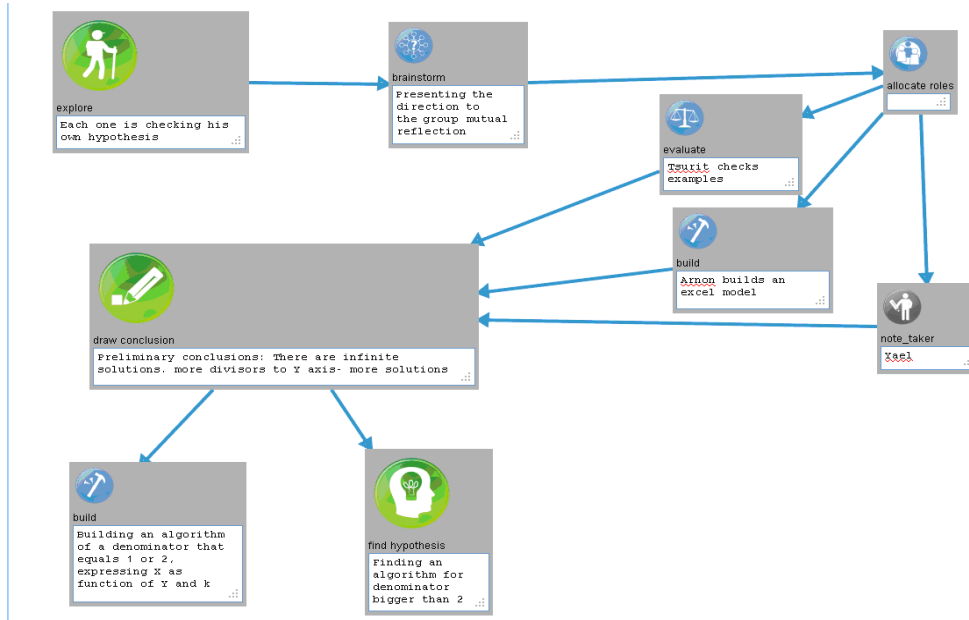 explore
Each one is checking his
own hypothesis
brainstorm
Presenting the
direction to
the group mutual
reflection
allocate roles
evaluate
Tsurit checks
examples
build
Arnon builds an
excel model
note_taker
Yael
draw conclusion
Preliminary conclusions: There are infinite
solutions. more divisors to Y axis- more solutions
build
Building an algorithm
of a denominator that
equals 1 or 2,
expressing X as
function of Y and k
find hypothesis
Finding an
algorithm for
denominator
bigger than 2